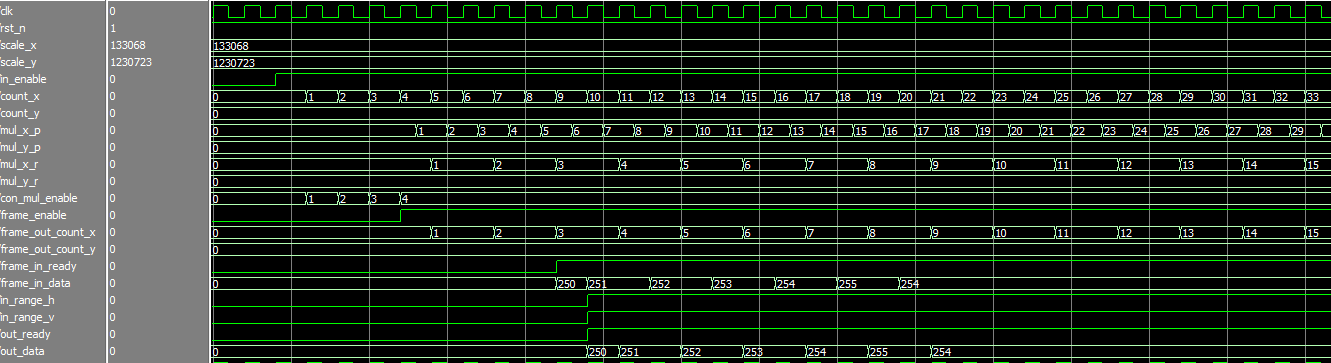 /clk 0
/rst_n 1
/scale_x 133068 133068
/scale_y 1230723 1230723
/in_enable 0
/count_x 0 0 1 2 3 4 5 6 7 8 9 10 11 12 13 14 15 16 17 18 19 20 21 22 23 24 25 26 27 28 29 30 31 32 33
/count_y 0 0
/mul_x_p 0 0 1 2 3 4 5 6 7 8 9 10 11 12 13 14 15 16 17 18 19 20 21 22 23 24 25 26 27 28 29
/mul_y_p 0 0
/mul_x_r 0 0 1 2 3 4 5 6 7 8 9 10 11 12 13 14 15
/mul_y_r 0 0
/con_mul_enable 0 0 1 2 3 4
/frame_enable 0
/frame_out_count_x 0 0 1 2 3 4 5 6 7 8 9 10 11 12 13 14 15
/frame_out_count_y 0 0
/frame_in_ready 0
/frame_in_data 0 0 250 251 252 253 254 255 254
/in_range_h 0
/in_range_v 0
/out_ready 0
/out_data 0 0 250 251 252 253 254 255 254